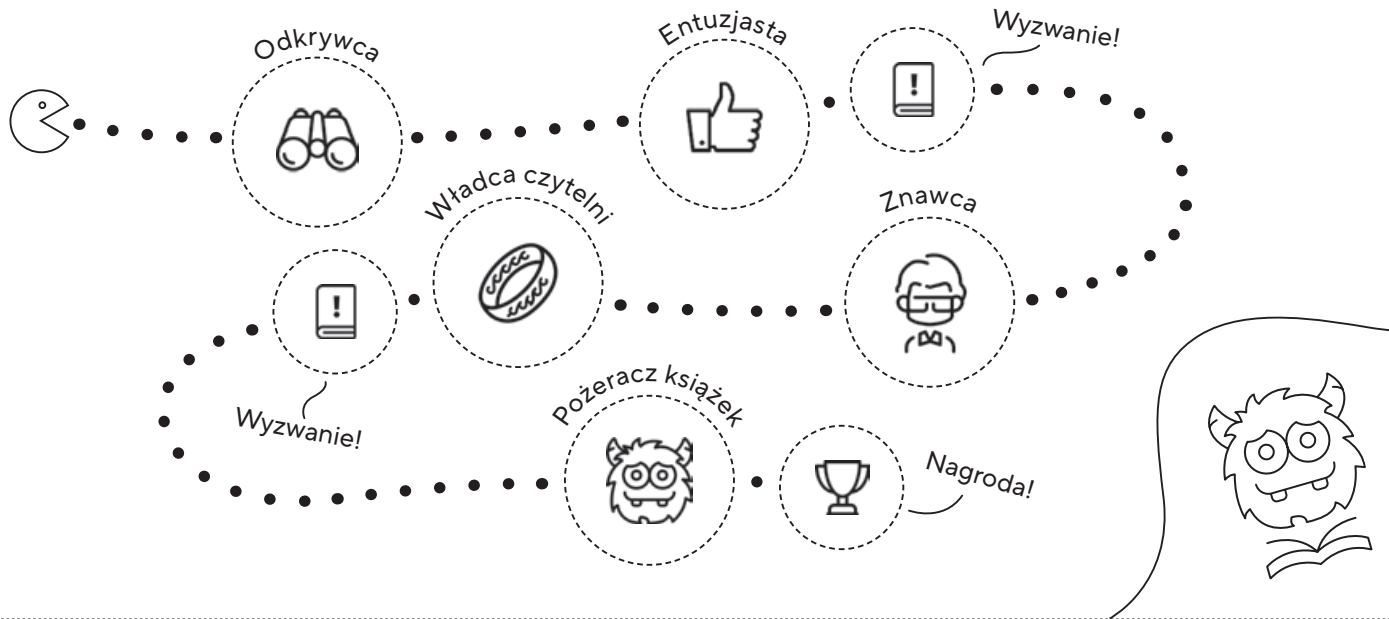 Odkrywca
Entuzjasta
Wyzwanie!
Znawca
Władca czytelni
Wyzwanie!
Pożeracz książek
Nagroda!